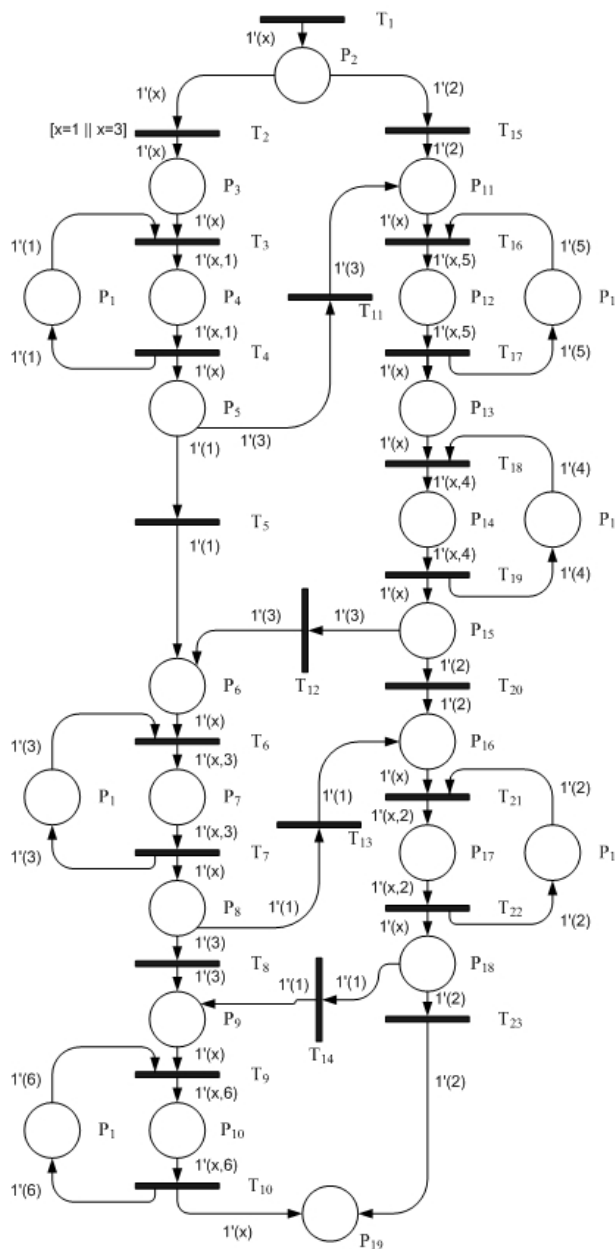 T1
1'(x)
P2
1'(x)
1'(2)
[x=1 || x=3]
T2
T15
1'(x)
1'(2)
P3
P11
1'(x)
1'(x)
1'(1)
T3
1'(3)
T16
1'(5)
1'(x,1)
1'(x,5)
P1
P4
T11
P12
P1
1'(x,1)
1'(x,5)
1'(1)
T4
T17
1'(5)
1'(x)
1'(x)
P5
P13
1'(1)
1'(3)
1'(x)
T18
1'(4)
1'(x,4)
T5
P14
P1
1'(1)
1'(x,4)
T19
1'(4)
1'(x)
1'(3)
1'(3)
P15
1'(2)
P6
T12
T20
1'(x)
1'(2)
1'(3)
T6
P16
1'(x,3)
1'(x)
P1
P7
1'(1)
T21
1'(2)
1'(x,3)
T13
1'(x,2)
1'(3)
T7
P17
P1
1'(x)
1'(x,2)
P8
1'(1)
T22
1'(2)
1'(3)
1'(x)
T8
P18
1'(3)
1'(1)
1'(1)
1'(2)
P9
T14
T23
1'(x)
1'(6)
T9
1'(2)
1'(x,6)
P1
P10
1'(x,6)
1'(6)
T10
1'(x)
P19